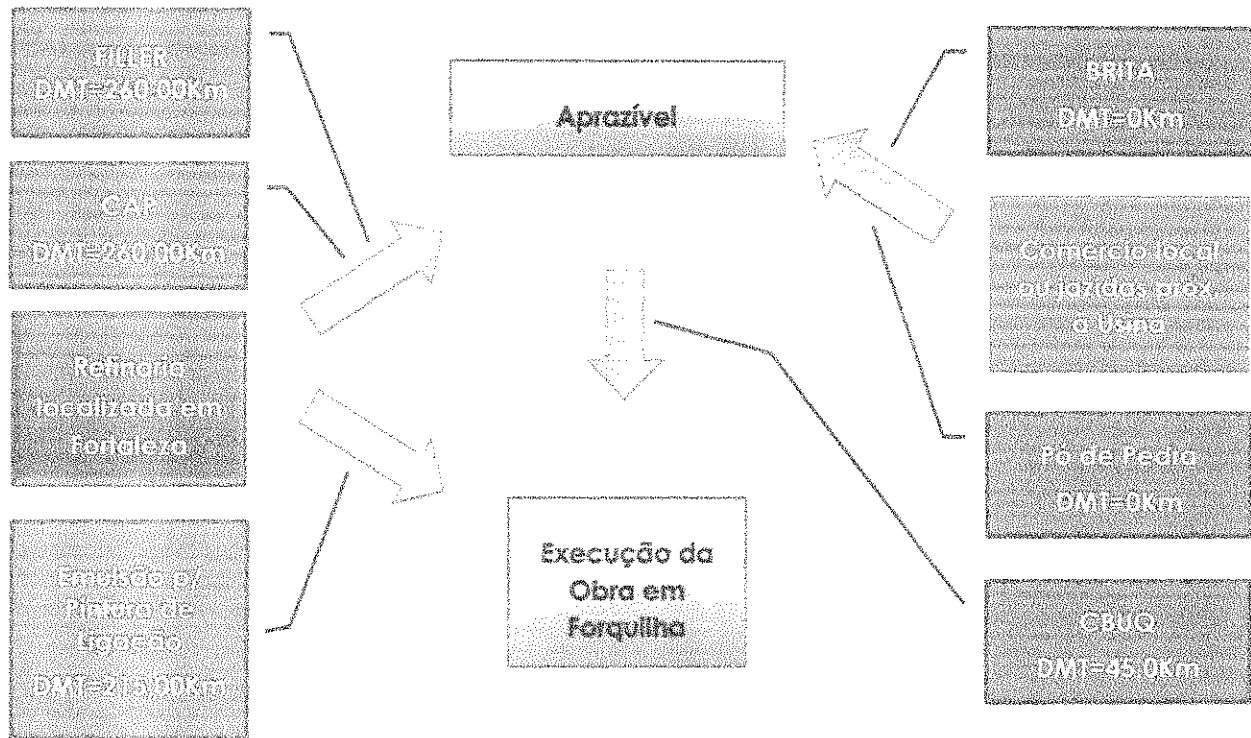 FILLER
DMT=260.00Km
CAP
DMT=260.00Km
Refinaria
localizada em
Fortaleza
Emulsão p/
Pintura de
Ligação
DMT=215.00Km
Aprazível
Execução da
Obra em
Forquilha
BRITA
DMT=0Km
Comercio local
ou jazidas prox.
a Usina
Pó de Pedra
DMT=0Km
CBUQ
DMT=45.0Km